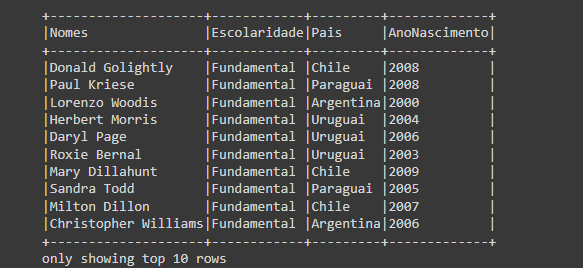 +--------------------+------------+---------+-------------+
|Nomes               |Escolaridade|Pais     |AnoNascimento|
+--------------------+------------+---------+-------------+
|Donald Golightly    |Fundamental |Chile    |2008         |
|Paul Kriese         |Fundamental |Paraguai |2008         |
|Lorenzo Woodis      |Fundamental |Argentina|2000         |
|Herbert Morris      |Fundamental |Uruguai  |2004         |
|Daryl Page          |Fundamental |Uruguai  |2006         |
|Roxie Bernal        |Fundamental |Uruguai  |2003         |
|Mary Dillahunt      |Fundamental |Chile    |2009         |
|Sandra Todd         |Fundamental |Paraguai |2005         |
|Milton Dillon       |Fundamental |Chile    |2007         |
|Christopher Williams|Fundamental |Argentina|2006         |
+--------------------+------------+---------+-------------+
only showing top 10 rows